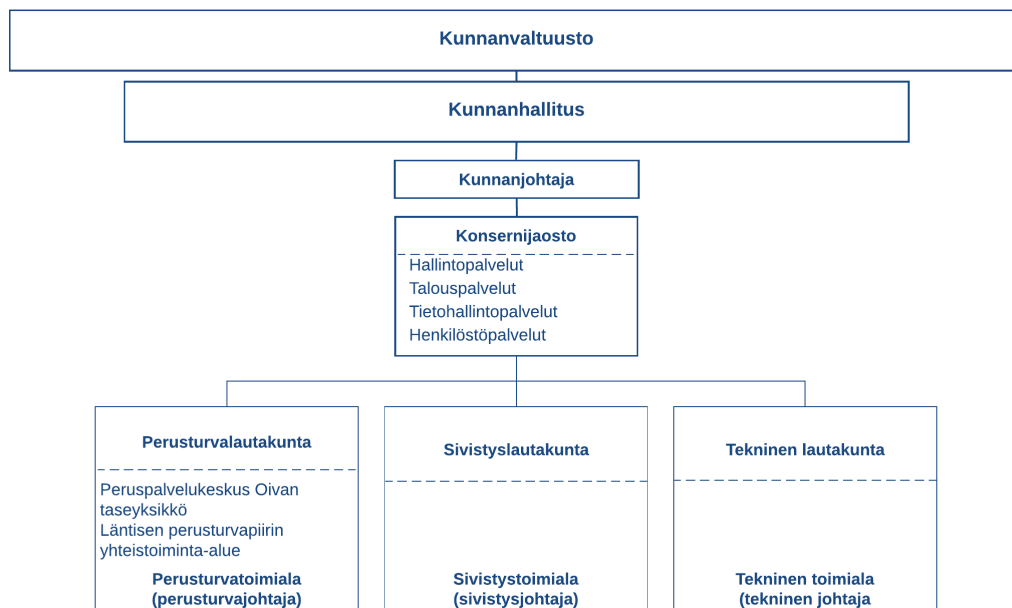 Kunnanvaltuusto
Kunnanhallitus
Kunnanjohtaja
Konsernijaosto
Hallintopalvelut
Talouspalvelut
Tietohallintopalvelut
Henkilöstöpalvelut
Perusturvalautakunta
Peruspalvelukeskus Oivan
taseyksikkö
Läntisen perusturvapiirin
yhteistoiminta-alue
Perusturvatoimiala
(perusturvajohtaja)
Sivistyslautakunta
Sivistystoimiala
(sivistysjohtaja)
Tekninen lautakunta
Tekninen toimiala
(tekninen johtaja